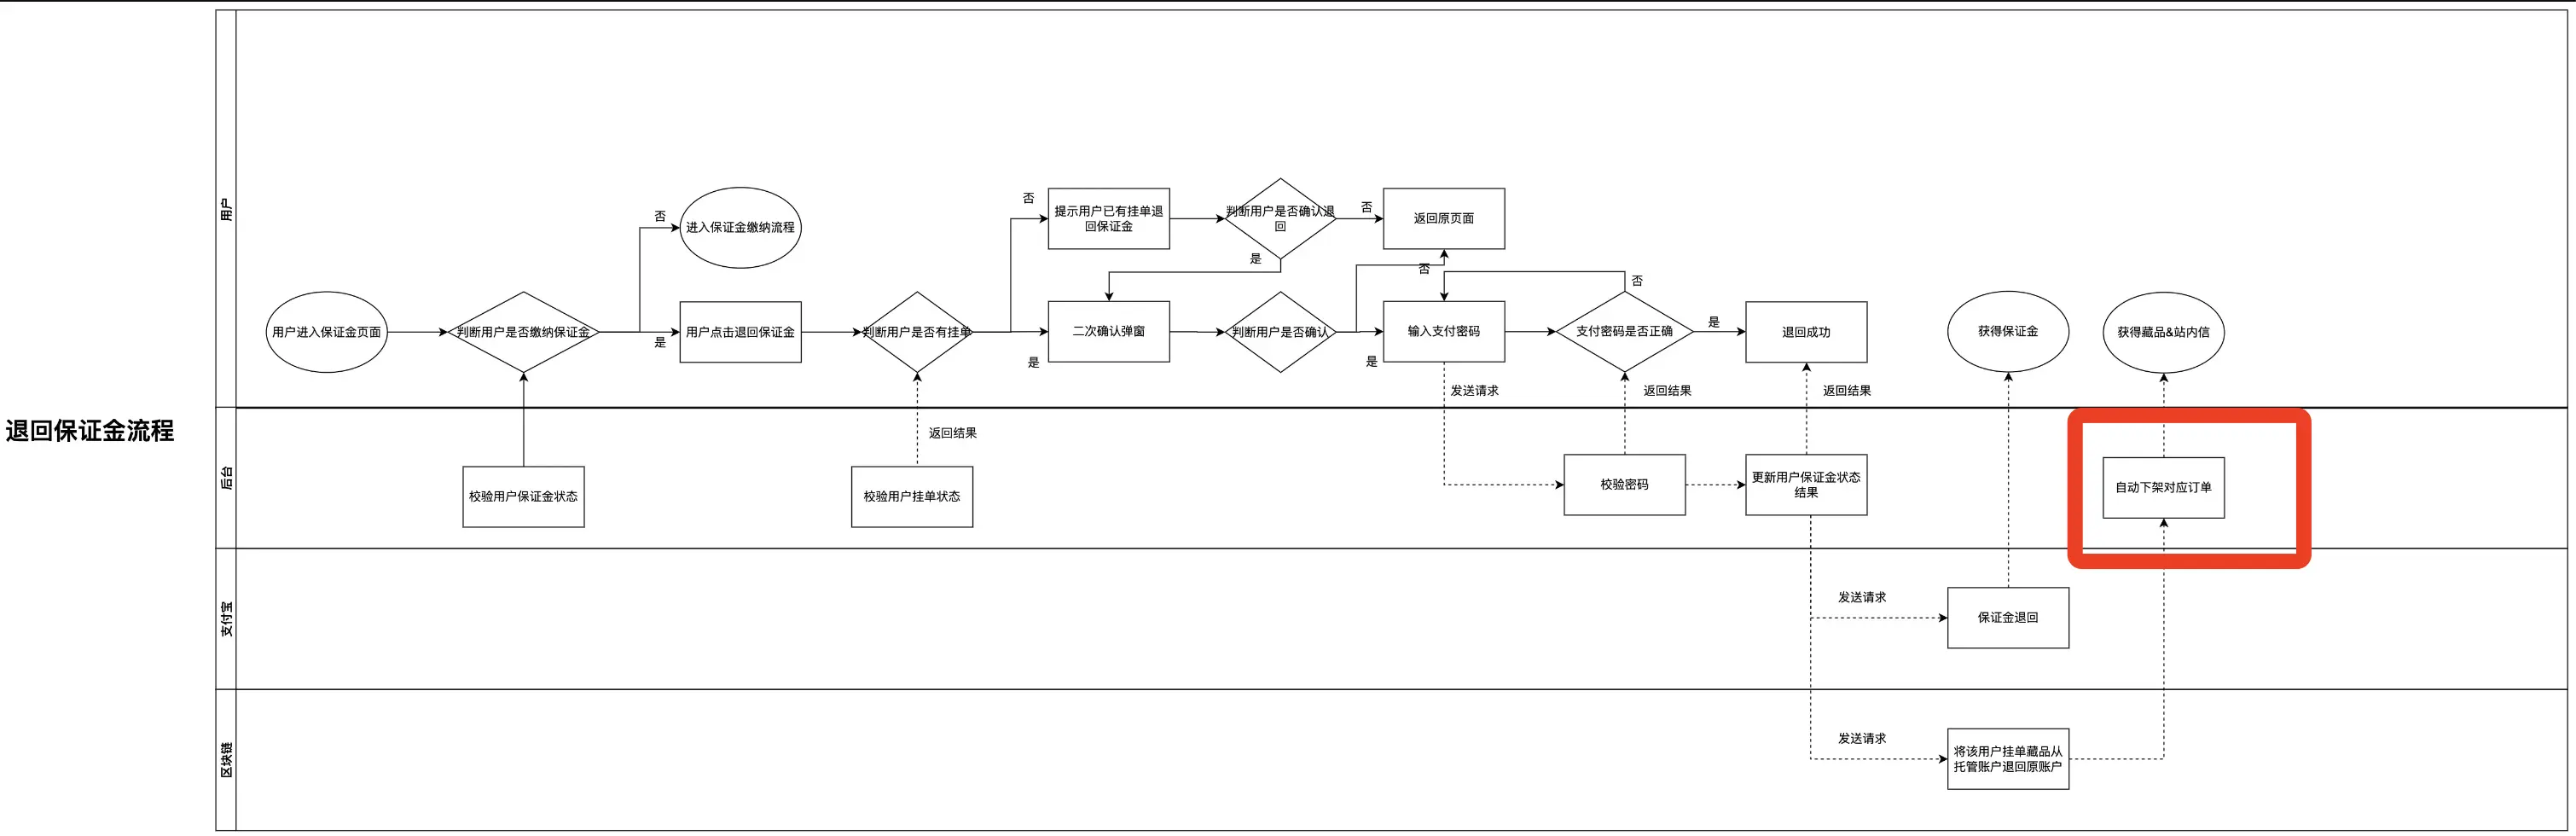 退回保证金流程
用户
否
进入保证金缴纳流程
用户进入保证金页面
判断用户是否缴纳保证金
是
用户点击退回保证金
判断用户是否有挂单
否
提示用户已有挂单退
回保证金
判断用户是否确认退
回
否
返回原页面
是
是
二次确认弹窗
判断用户是否确认
否
是
输入支付密码
支付密码是否正确
否
是
退回成功
获得保证金
获得藏品&站内信
发送请求
返回结果
返回结果
后台
返回结果
校验用户保证金状态
校验用户挂单状态
校验密码
更新用户保证金状态
结果
自动下架对应订单
支付宝
发送请求
保证金退回
区块链
发送请求
将该用户挂单藏品从
托管账户退回原账户